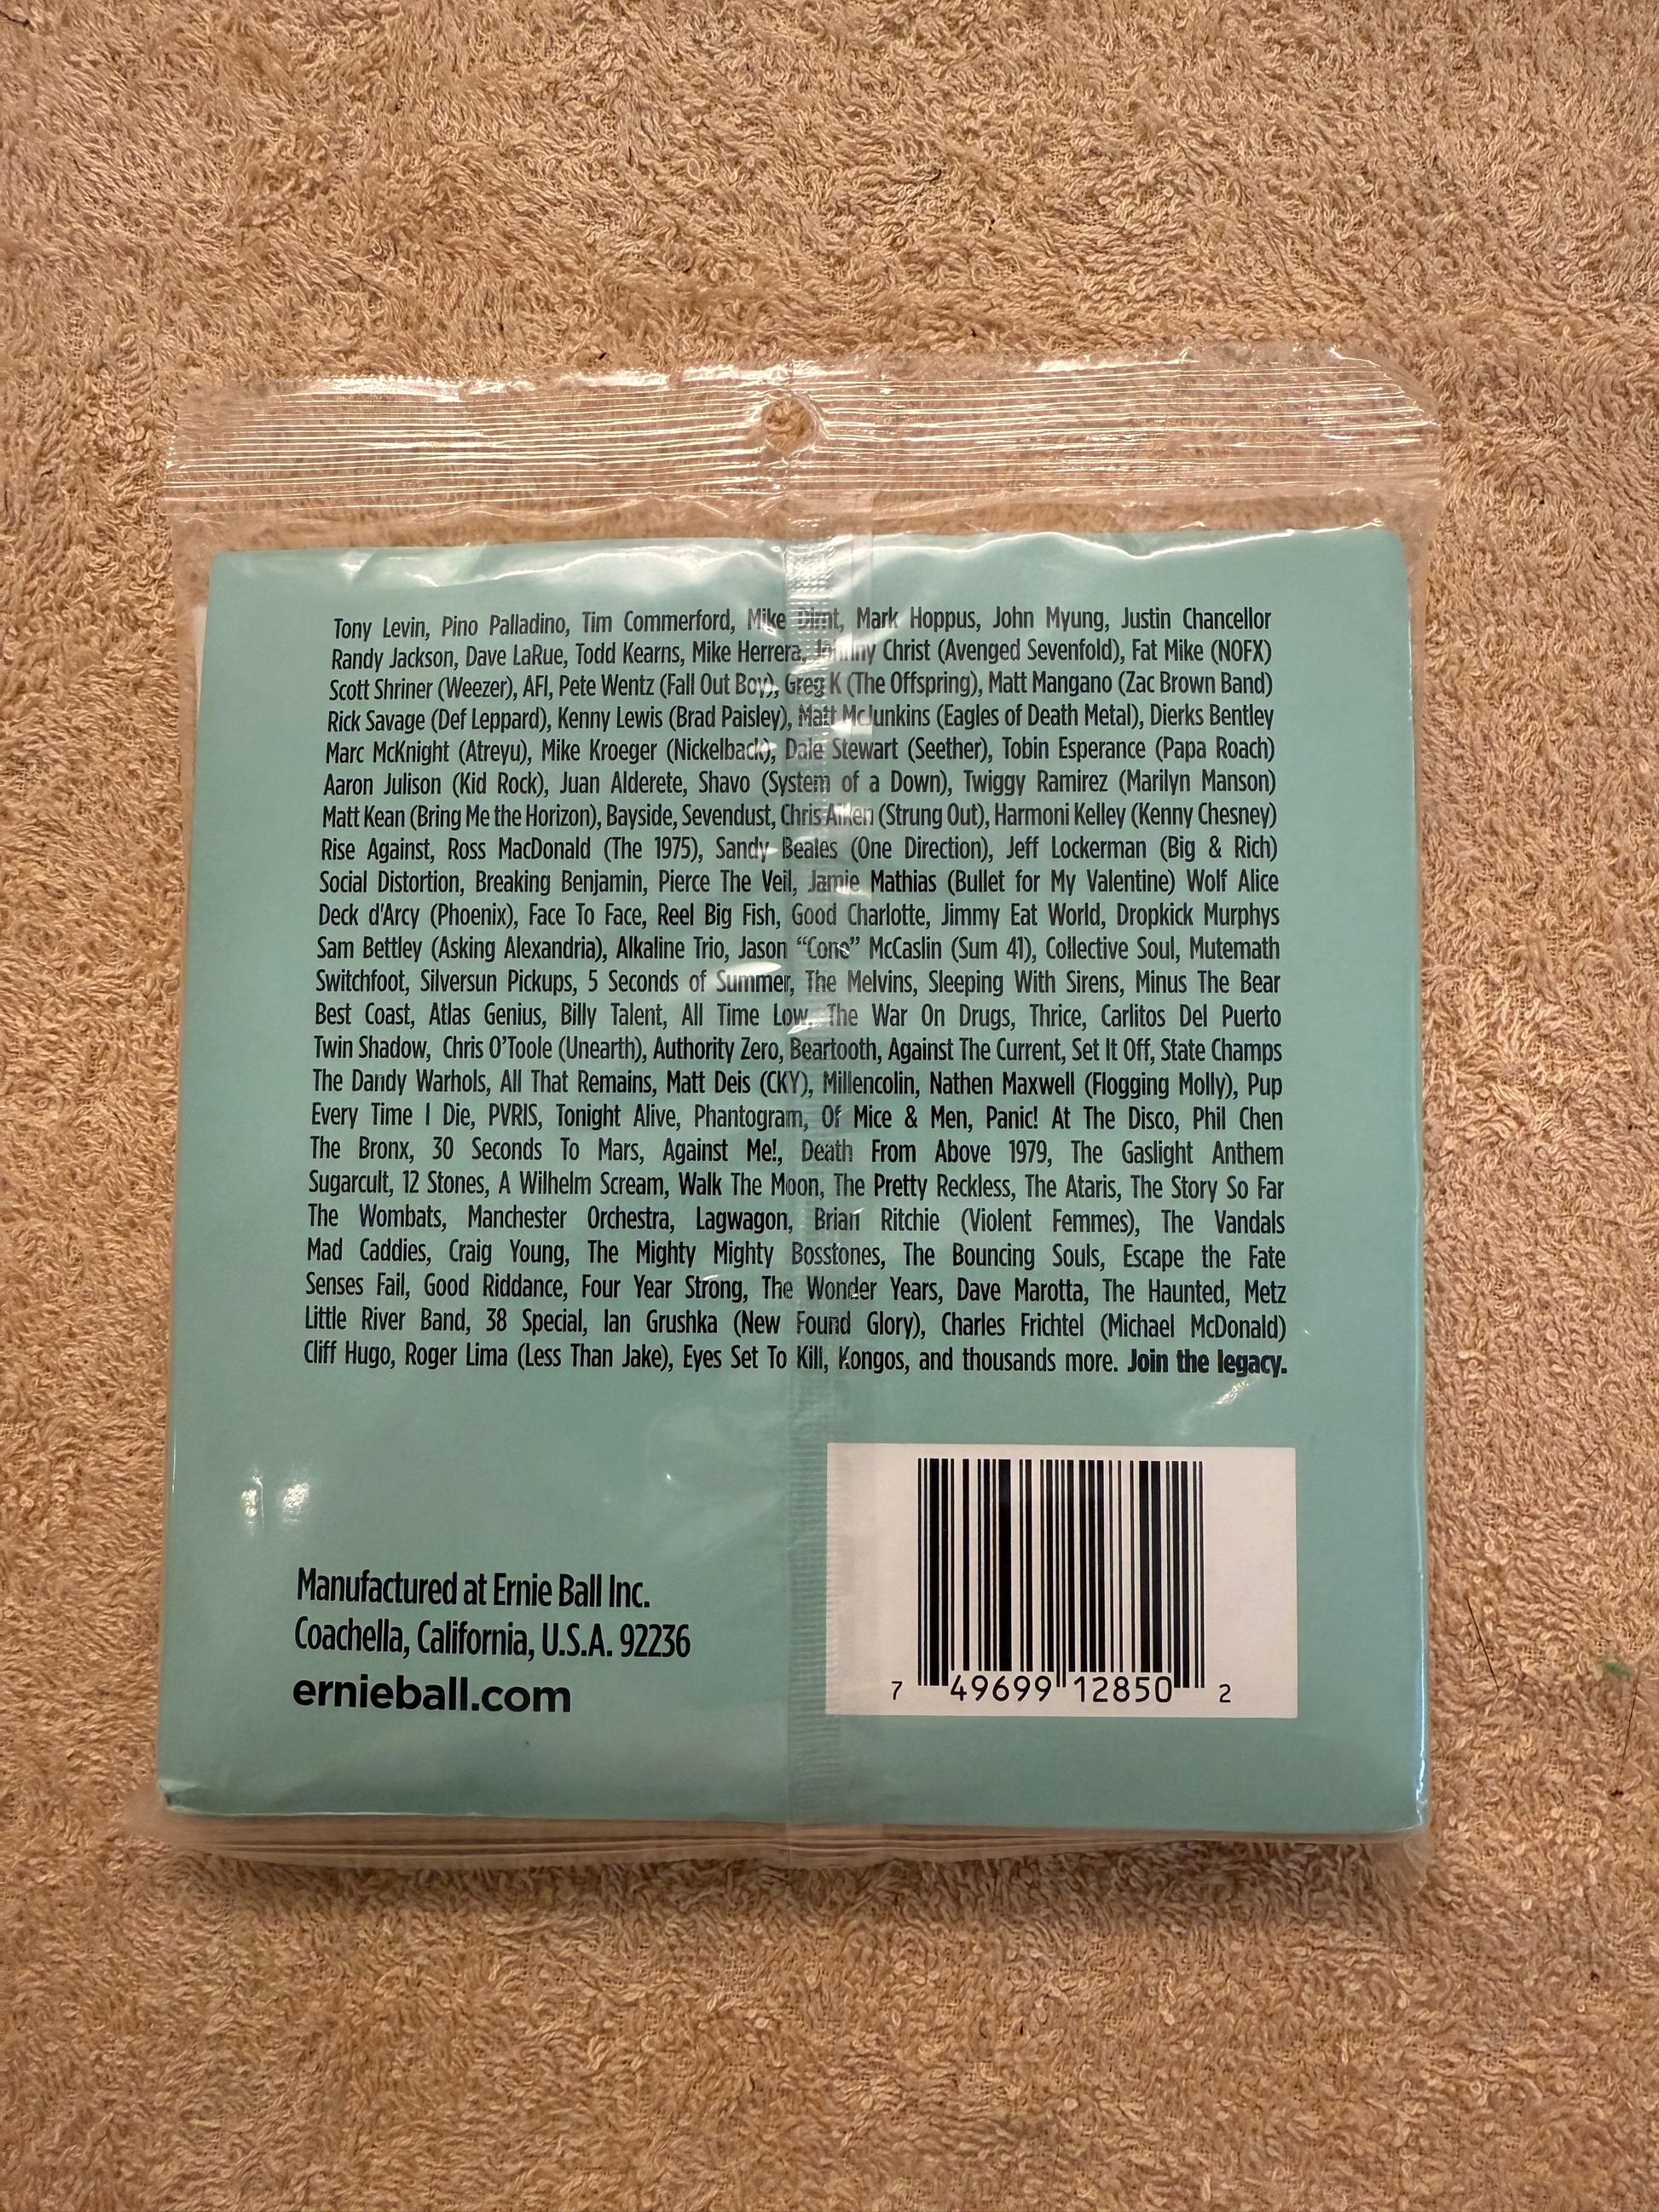 Tony Levin, Pino Palladino, Tim Commerford, Mike Dirnt, Mark Hoppus, John Myung, Justin Chancellor
Randy Jackson, Dave LaRue, Todd Kearns, Mike Herrera, Johnny Christ (Avenged Sevenfold), Fat Mike (NOFX)
Scott Shriner (Weezer), AFI, Pete Wentz (Fall Out Boy), Greg K (The Offspring), Matt Mangano (Zac Brown Band)
Rick Savage (Def Leppard), Kenny Lewis (Brad Paisley), Matt McJunkins (Eagles of Death Metal), Dierks Bentley
Marc McKnight (Atreyu), Mike Kroeger (Nickelback), Dale Stewart (Seether), Tobin Esperance (Papa Roach)
Aaron Julison (Kid Rock), Juan Alderete, Shavo (System of a Down), Twiggy Ramirez (Marilyn Manson)
Matt Kean (Bring Me the Horizon), Bayside, Sevendust, Chris Aiken (Strung Out), Harmoni Kelley (Kenny Chesney)
Rise Against, Ross MacDonald (The 1975), Sandy Beales (One Direction), Jeff Lockerman (Big & Rich)
Social Distortion, Breaking Benjamin, Pierce The Veil, Jamie Mathias (Bullet for My Valentine) Wolf Alice
Deck d'Arcy (Phoenix), Face To Face, Reel Big Fish, Good Charlotte, Jimmy Eat World, Dropkick Murphys
Sam Bettley (Asking Alexandria), Alkaline Trio, Jason “Cone” McCaslin (Sum 41), Collective Soul, Mutemath
Switchfoot, Silversun Pickups, 5 Seconds of Summer, The Melvins, Sleeping With Sirens, Minus The Bear
Best Coast, Atlas Genius, Billy Talent, All Time Low, The War On Drugs, Thrice, Carlitos Del Puerto
Twin Shadow, Chris O’Toole (Unearth), Authority Zero, Beartooth, Against The Current, Set It Off, State Champs
The Dandy Warhols, All That Remains, Matt Deis (CKY), Millencolin, Nathen Maxwell (Flogging Molly), Pup
Every Time I Die, PVRIS, Tonight Alive, Phantogram, Of Mice & Men, Panic! At The Disco, Phil Chen
The Bronx, 30 Seconds To Mars, Against Me!, Death From Above 1979, The Gaslight Anthem
Sugarcult, 12 Stones, A Wilhelm Scream, Walk The Moon, The Pretty Reckless, The Ataris, The Story So Far
The Wombats, Manchester Orchestra, Lagwagon, Brian Ritchie (Violent Femmes), The Vandals
Mad Caddies, Craig Young, The Mighty Mighty Bosstones, The Bouncing Souls, Escape the Fate
Senses Fail, Good Riddance, Four Year Strong, The Wonder Years, Dave Marotta, The Haunted, Metz
Little River Band, 38 Special, Ian Grushka (New Found Glory), Charles Frichtel (Michael McDonald)
Cliff Hugo, Roger Lima (Less Than Jake), Eyes Set To Kill, Kongos, and thousands more. Join the legacy.
Manufactured at Ernie Ball Inc.
Coachella, California, U.S.A. 92236
ernieball.com
7 49699 12850 2